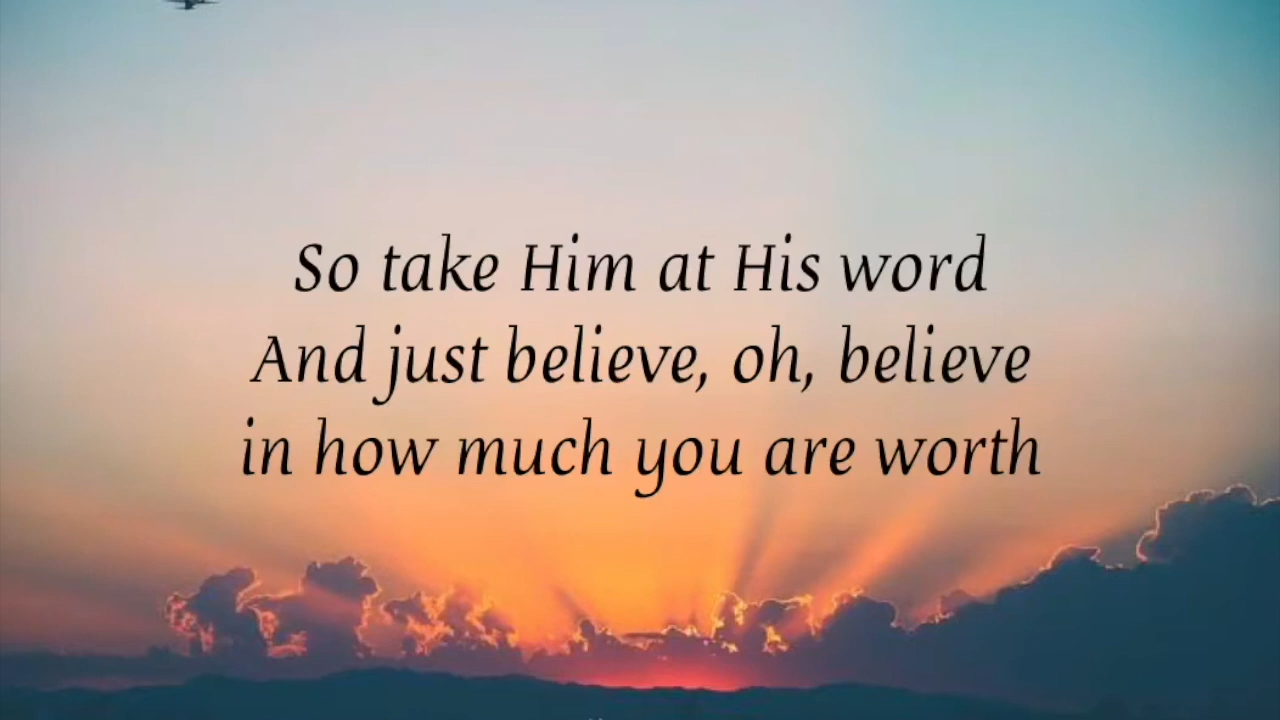 So take Him at His word
And just believe, oh, believe
in how much you are worth